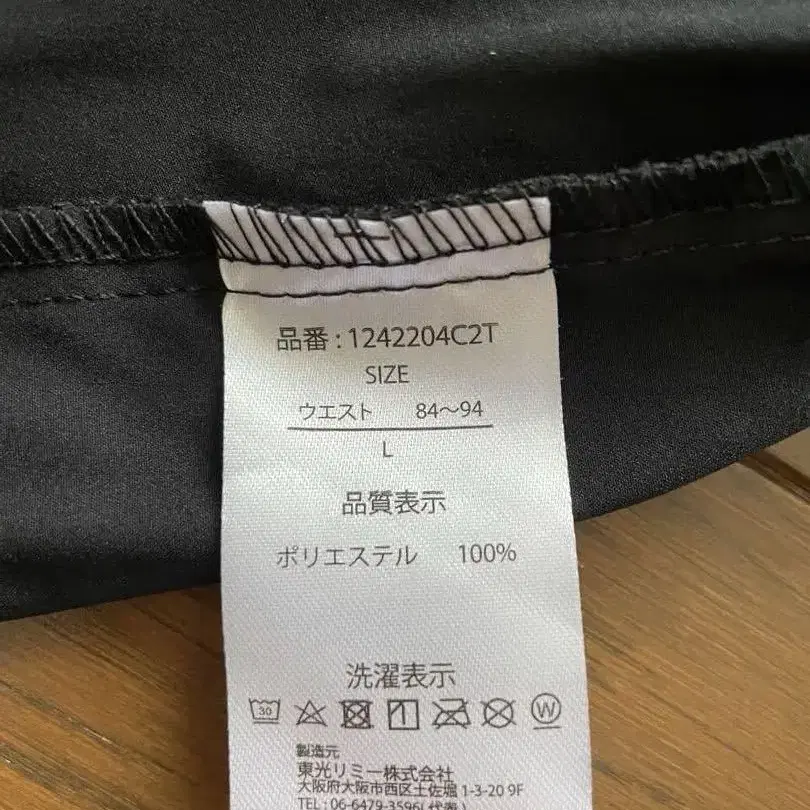 品番 : 1242204C2T
SIZE
ウエスト 84〜94
L
品質表示
ポリエステル 100%
洗濯表示
30 W
製造元
東光リミー株式会社
大阪府大阪市西区土佐堀 1-3-20 9F
TEL : 06-6479-3596(代表)